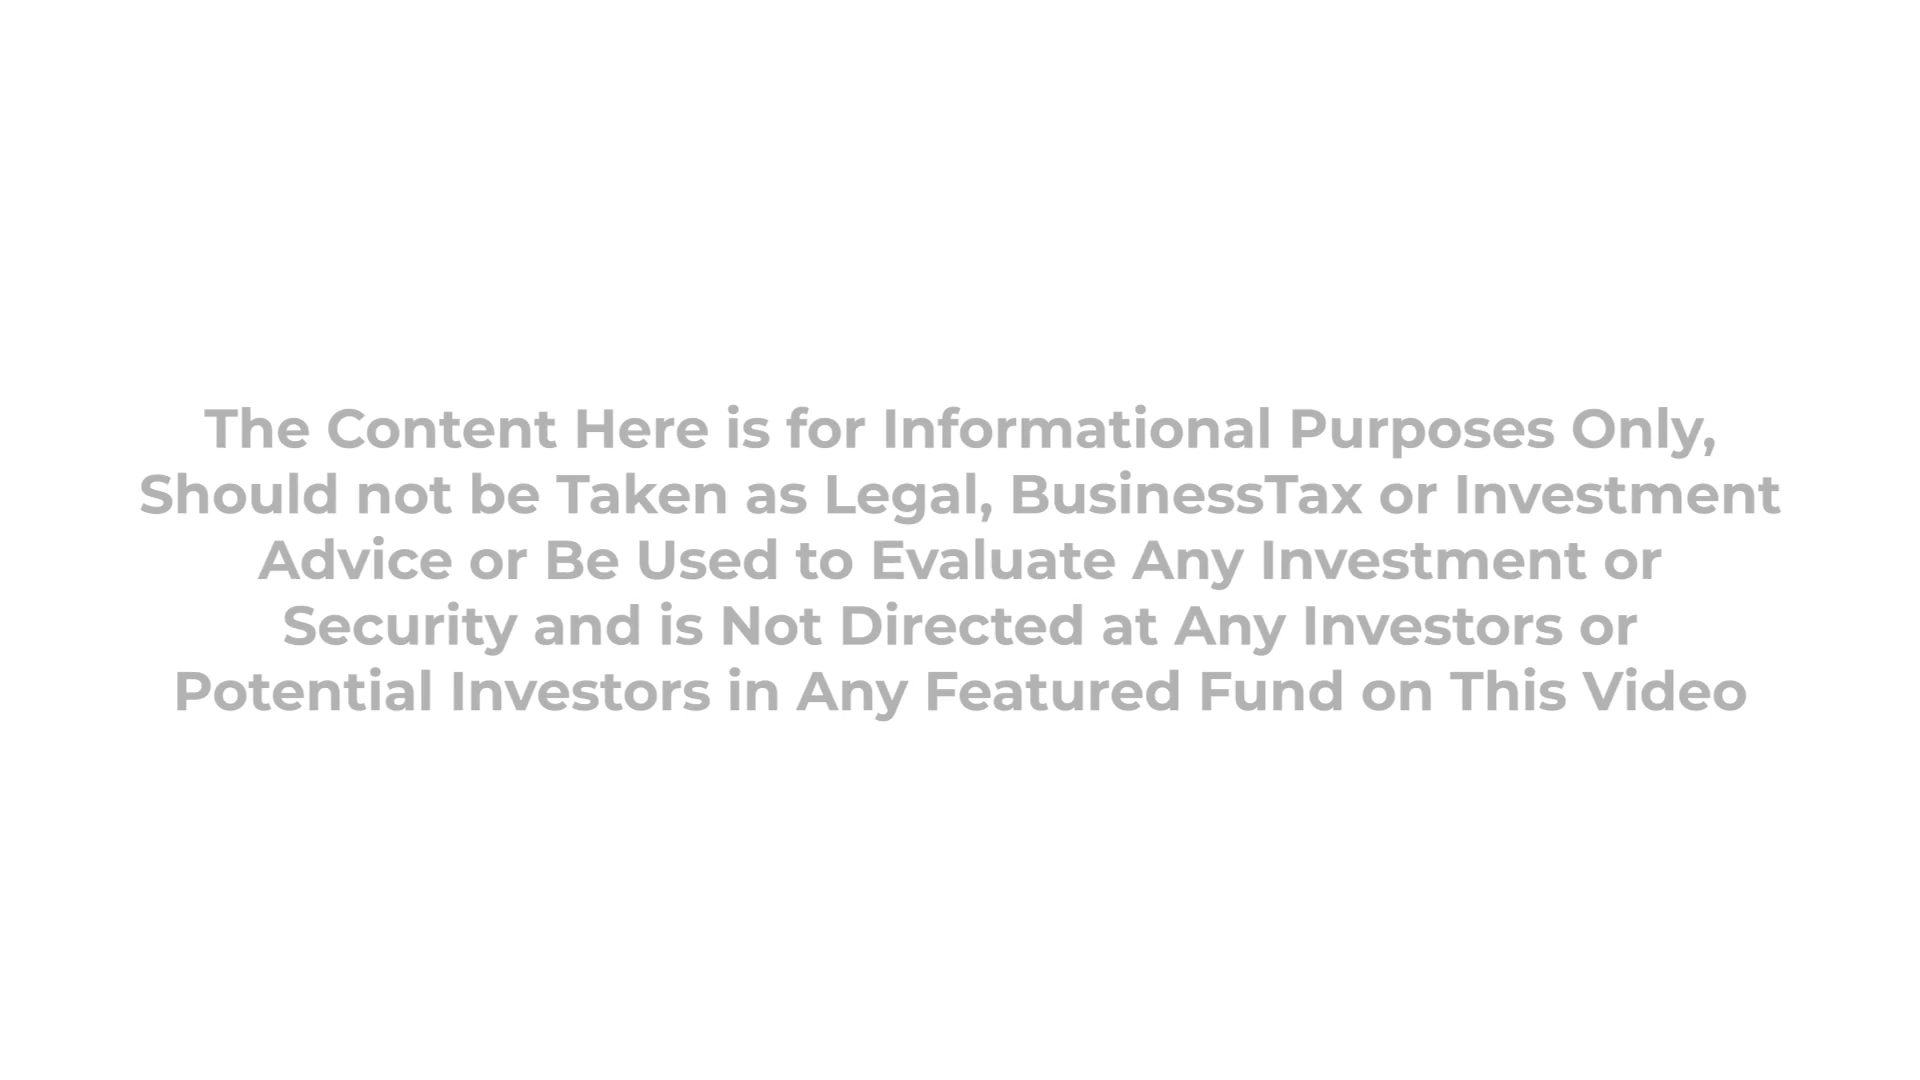 The Content Here is for Informational Purposes Only,
Should not be Taken as Legal, BusinessTax or Investment
Advice or Be Used to Evaluate Any Investment or
Security and is Not Directed at Any Investors or
Potential Investors in Any Featured Fund on This Video